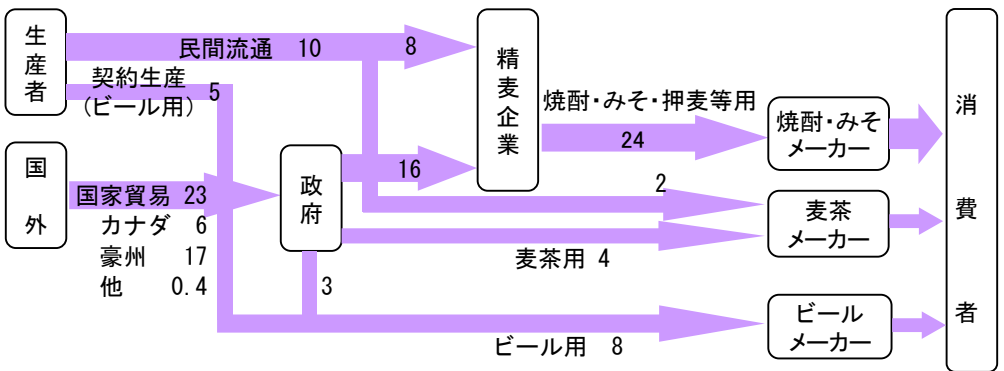 生産者
民間流通 10
8
契約生産
(ビール用)
5
国外
国家貿易 23
カナダ 6
豪州 17
他 0.4
政府
16
3
精麦企業
焼酎・みそ・押麦等用
24
2
麦茶用 4
ビール用 8
焼酎・みそ
メーカー
麦茶
メーカー
ビール
メーカー
消費者